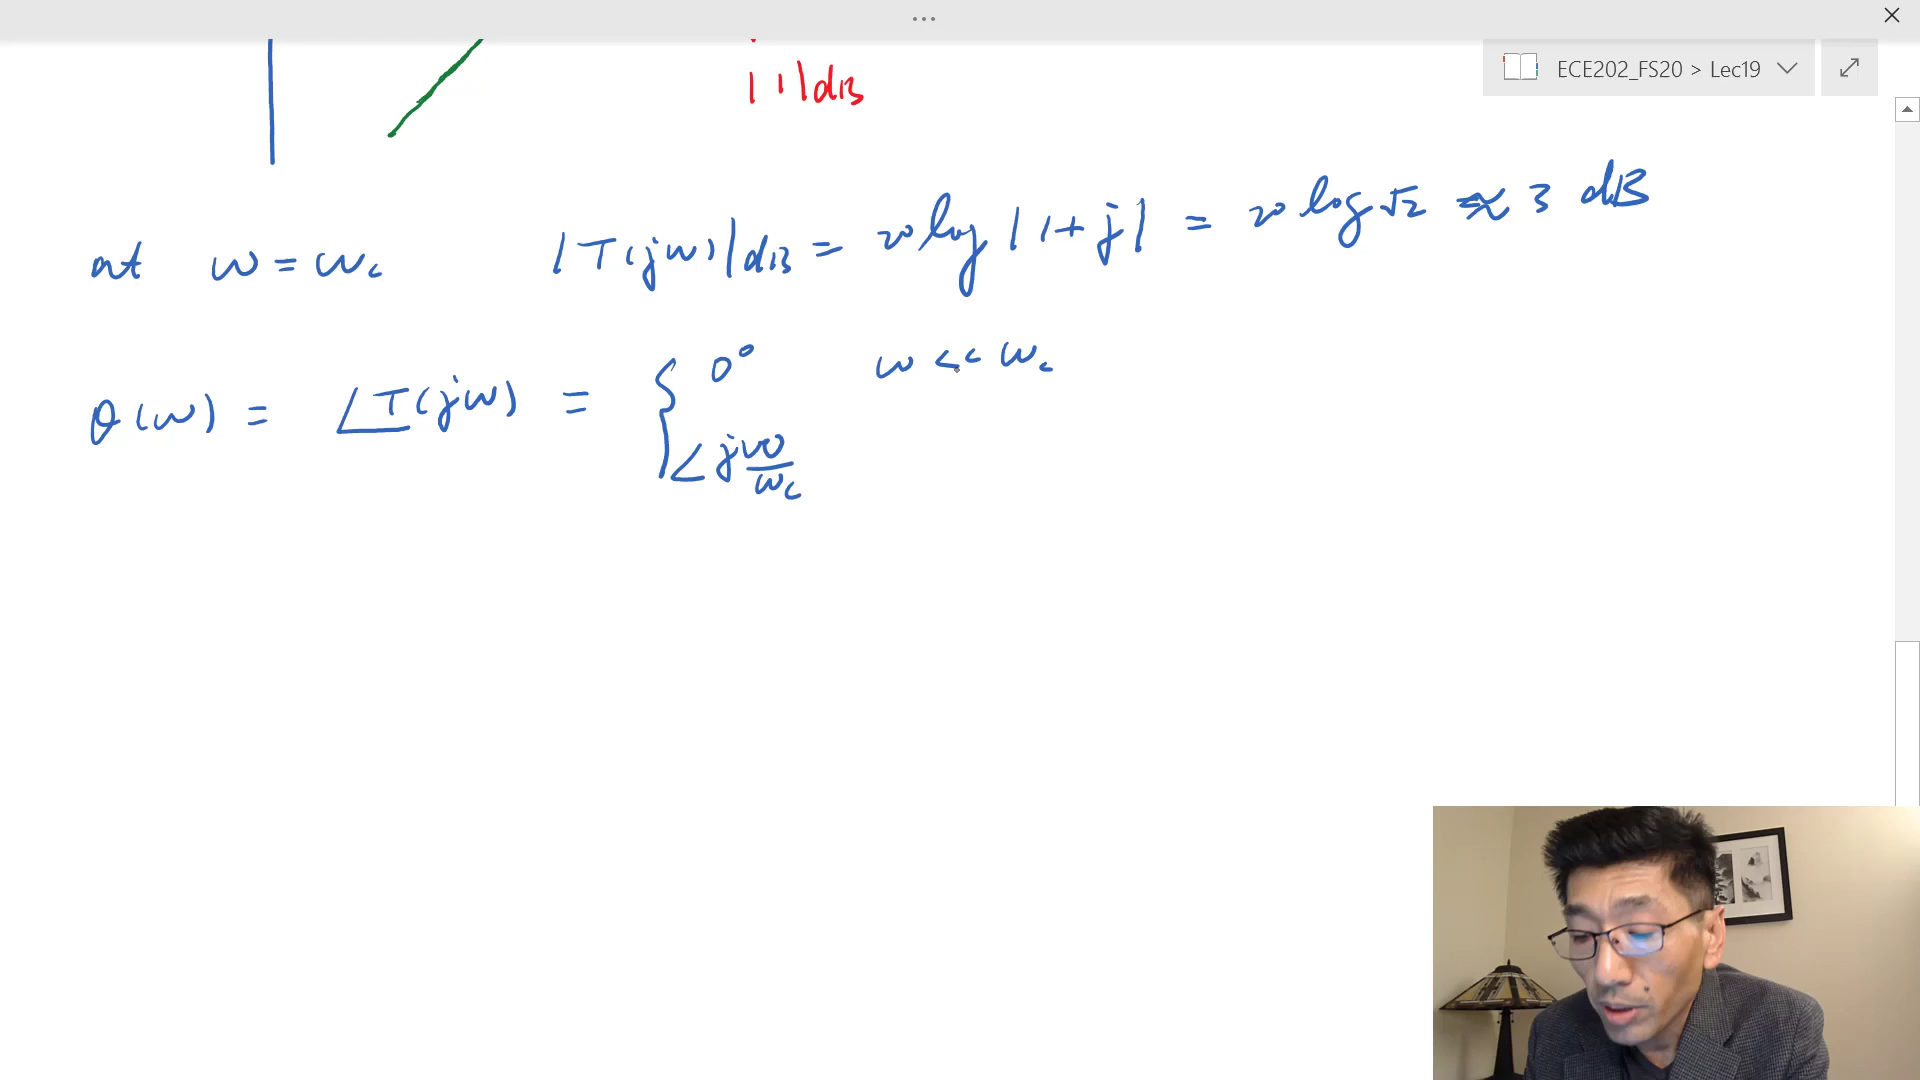 ...
ECE202_FS20 > Lec19
| 1 |dB
at ω = ωc |T(jω)|dB = 20 log |1+j| = 20 log √2 ≈ 3 dB
θ(ω) = ∠T(jω) = { 0° ω << ωc
∠ jω/ωc